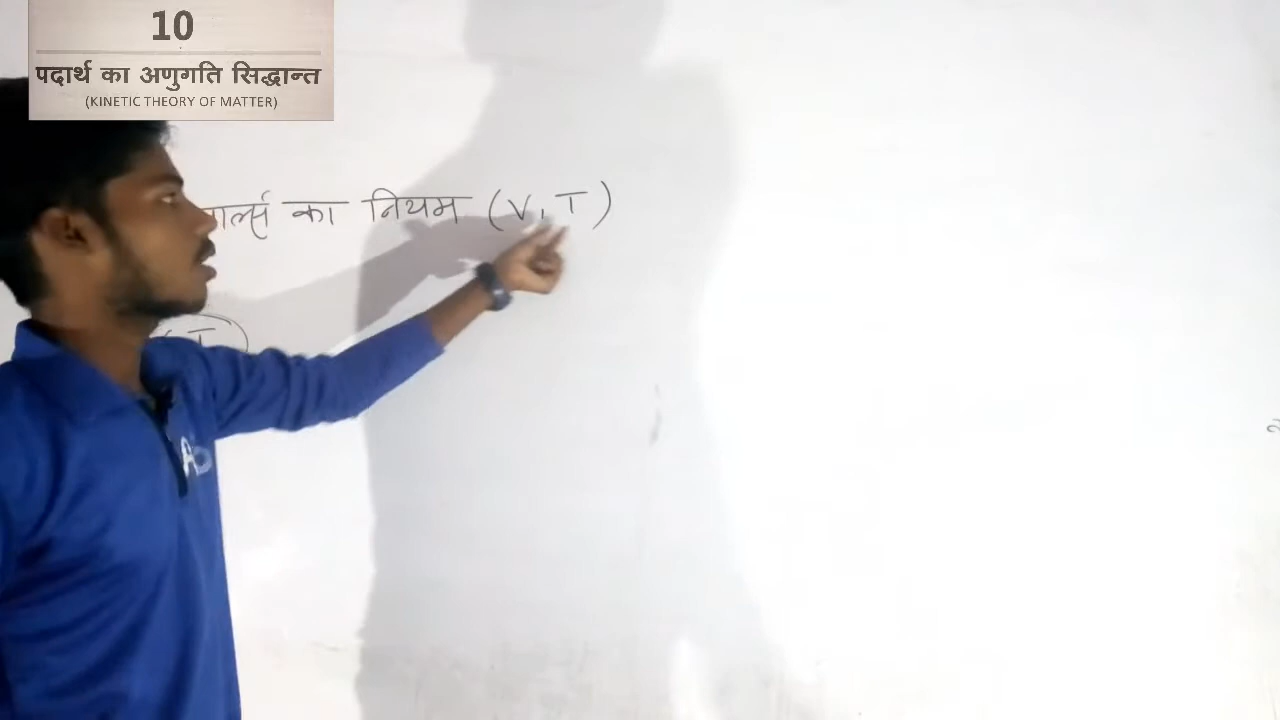 10
पदार्थ का अणुगति सिद्धान्त
(KINETIC THEORY OF MATTER)
का नियम (V, T)